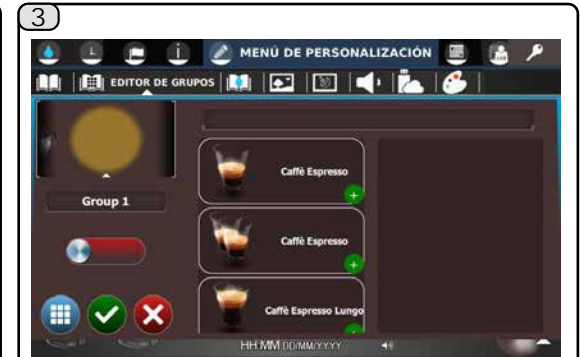 3
MENÚ DE PERSONALIZACIÓN
EDITOR DE GRUPOS
Caffè Espresso
Group 1
Caffè Espresso
Caffè Espresso Lungo
HH:MM DD/MM/YYYY